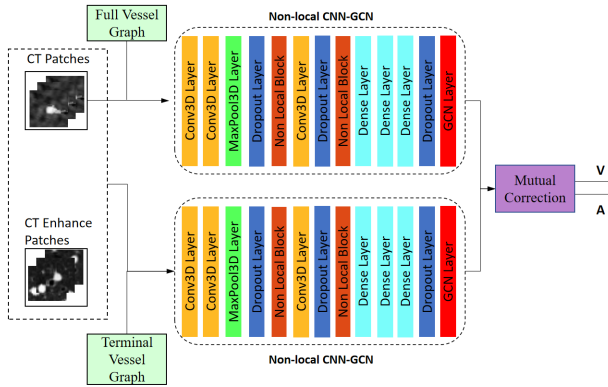 Full Vessel
Graph
Non-local CNN-GCN
CT Patches
Conv3D Layer
Conv3D Layer
MaxPool3D Layer
Dropout Layer
Non Local Block
Conv3D Layer
Dropout Layer
Non Local Block
Dense Layer
Dense Layer
Dense Layer
Dropout Layer
GCN Layer
Mutual
Correction
V
A
CT Enhance
Patches
Conv3D Layer
Conv3D Layer
MaxPool3D Layer
Dropout Layer
Non Local Block
Conv3D Layer
Dropout Layer
Non Local Block
Dense Layer
Dense Layer
Dense Layer
Dropout Layer
GCN Layer
Terminal
Vessel
Graph
Non-local CNN-GCN